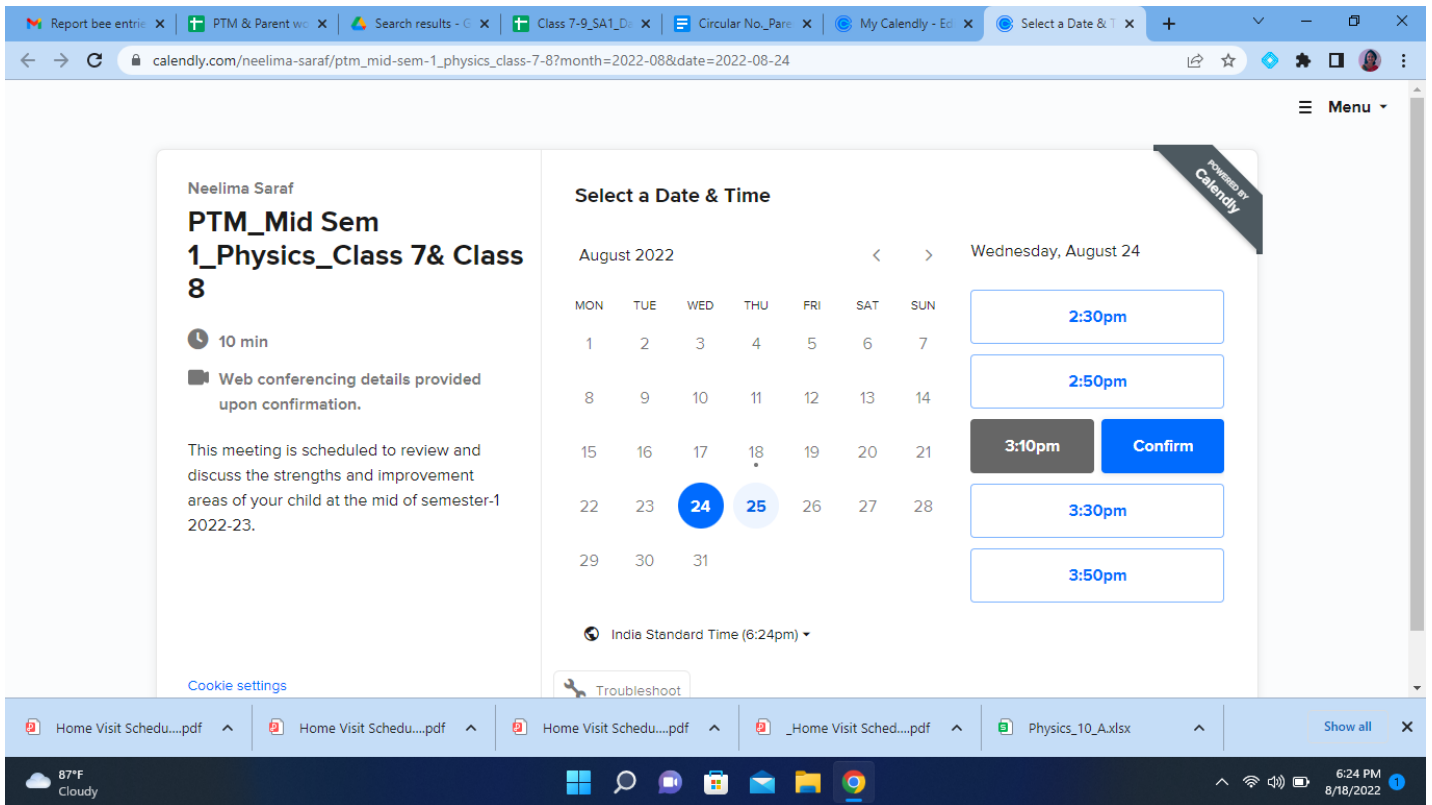 Report bee entrie
PTM & Parent wo
Search results - G
Class 7-9_SA1_Da
Circular No._Pare
My Calendly - Ed
Select a Date & T
calendly.com/neelima-saraf/ptm_mid-sem-1_physics_class-7-8?month=2022-08&date=2022-08-24
Menu
POWERED BY
Calendly
Neelima Saraf
PTM_Mid Sem
1_Physics_Class 7& Class
8
10 min
Web conferencing details provided
upon confirmation.
This meeting is scheduled to review and
discuss the strengths and improvement
areas of your child at the mid of semester-1
2022-23.
Cookie settings
Select a Date & Time
August 2022
MON TUE WED THU FRI SAT SUN
1 2 3 4 5 6 7
8 9 10 11 12 13 14
15 16 17 18 19 20 21
22 23 24 25 26 27 28
29 30 31
India Standard Time (6:24pm)
Troubleshoot
Wednesday, August 24
2:30pm
2:50pm
3:10pm Confirm
3:30pm
3:50pm
Home Visit Schedu....pdf
Home Visit Schedu....pdf
Home Visit Schedu....pdf
_Home Visit Sched....pdf
Physics_10_A.xlsx
Show all
87°F
Cloudy
6:24 PM
8/18/2022
1